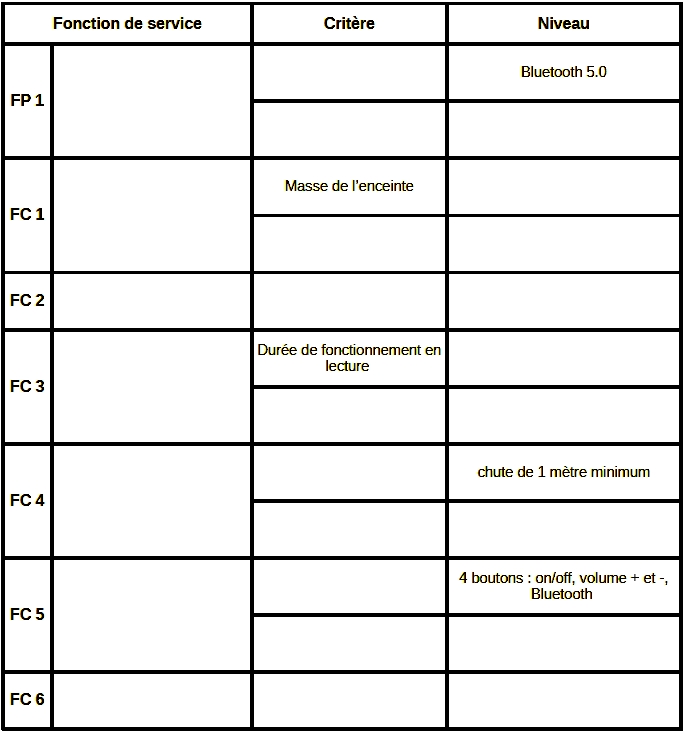 Fonction de service Critère Niveau
FP 1 Bluetooth 5.0
FC 1 Masse de l'enceinte
FC 2
FC 3 Durée de fonctionnement en
lecture
FC 4 chute de 1 mètre minimum
FC 5 4 boutons : on/off, volume + et -,
Bluetooth
FC 6